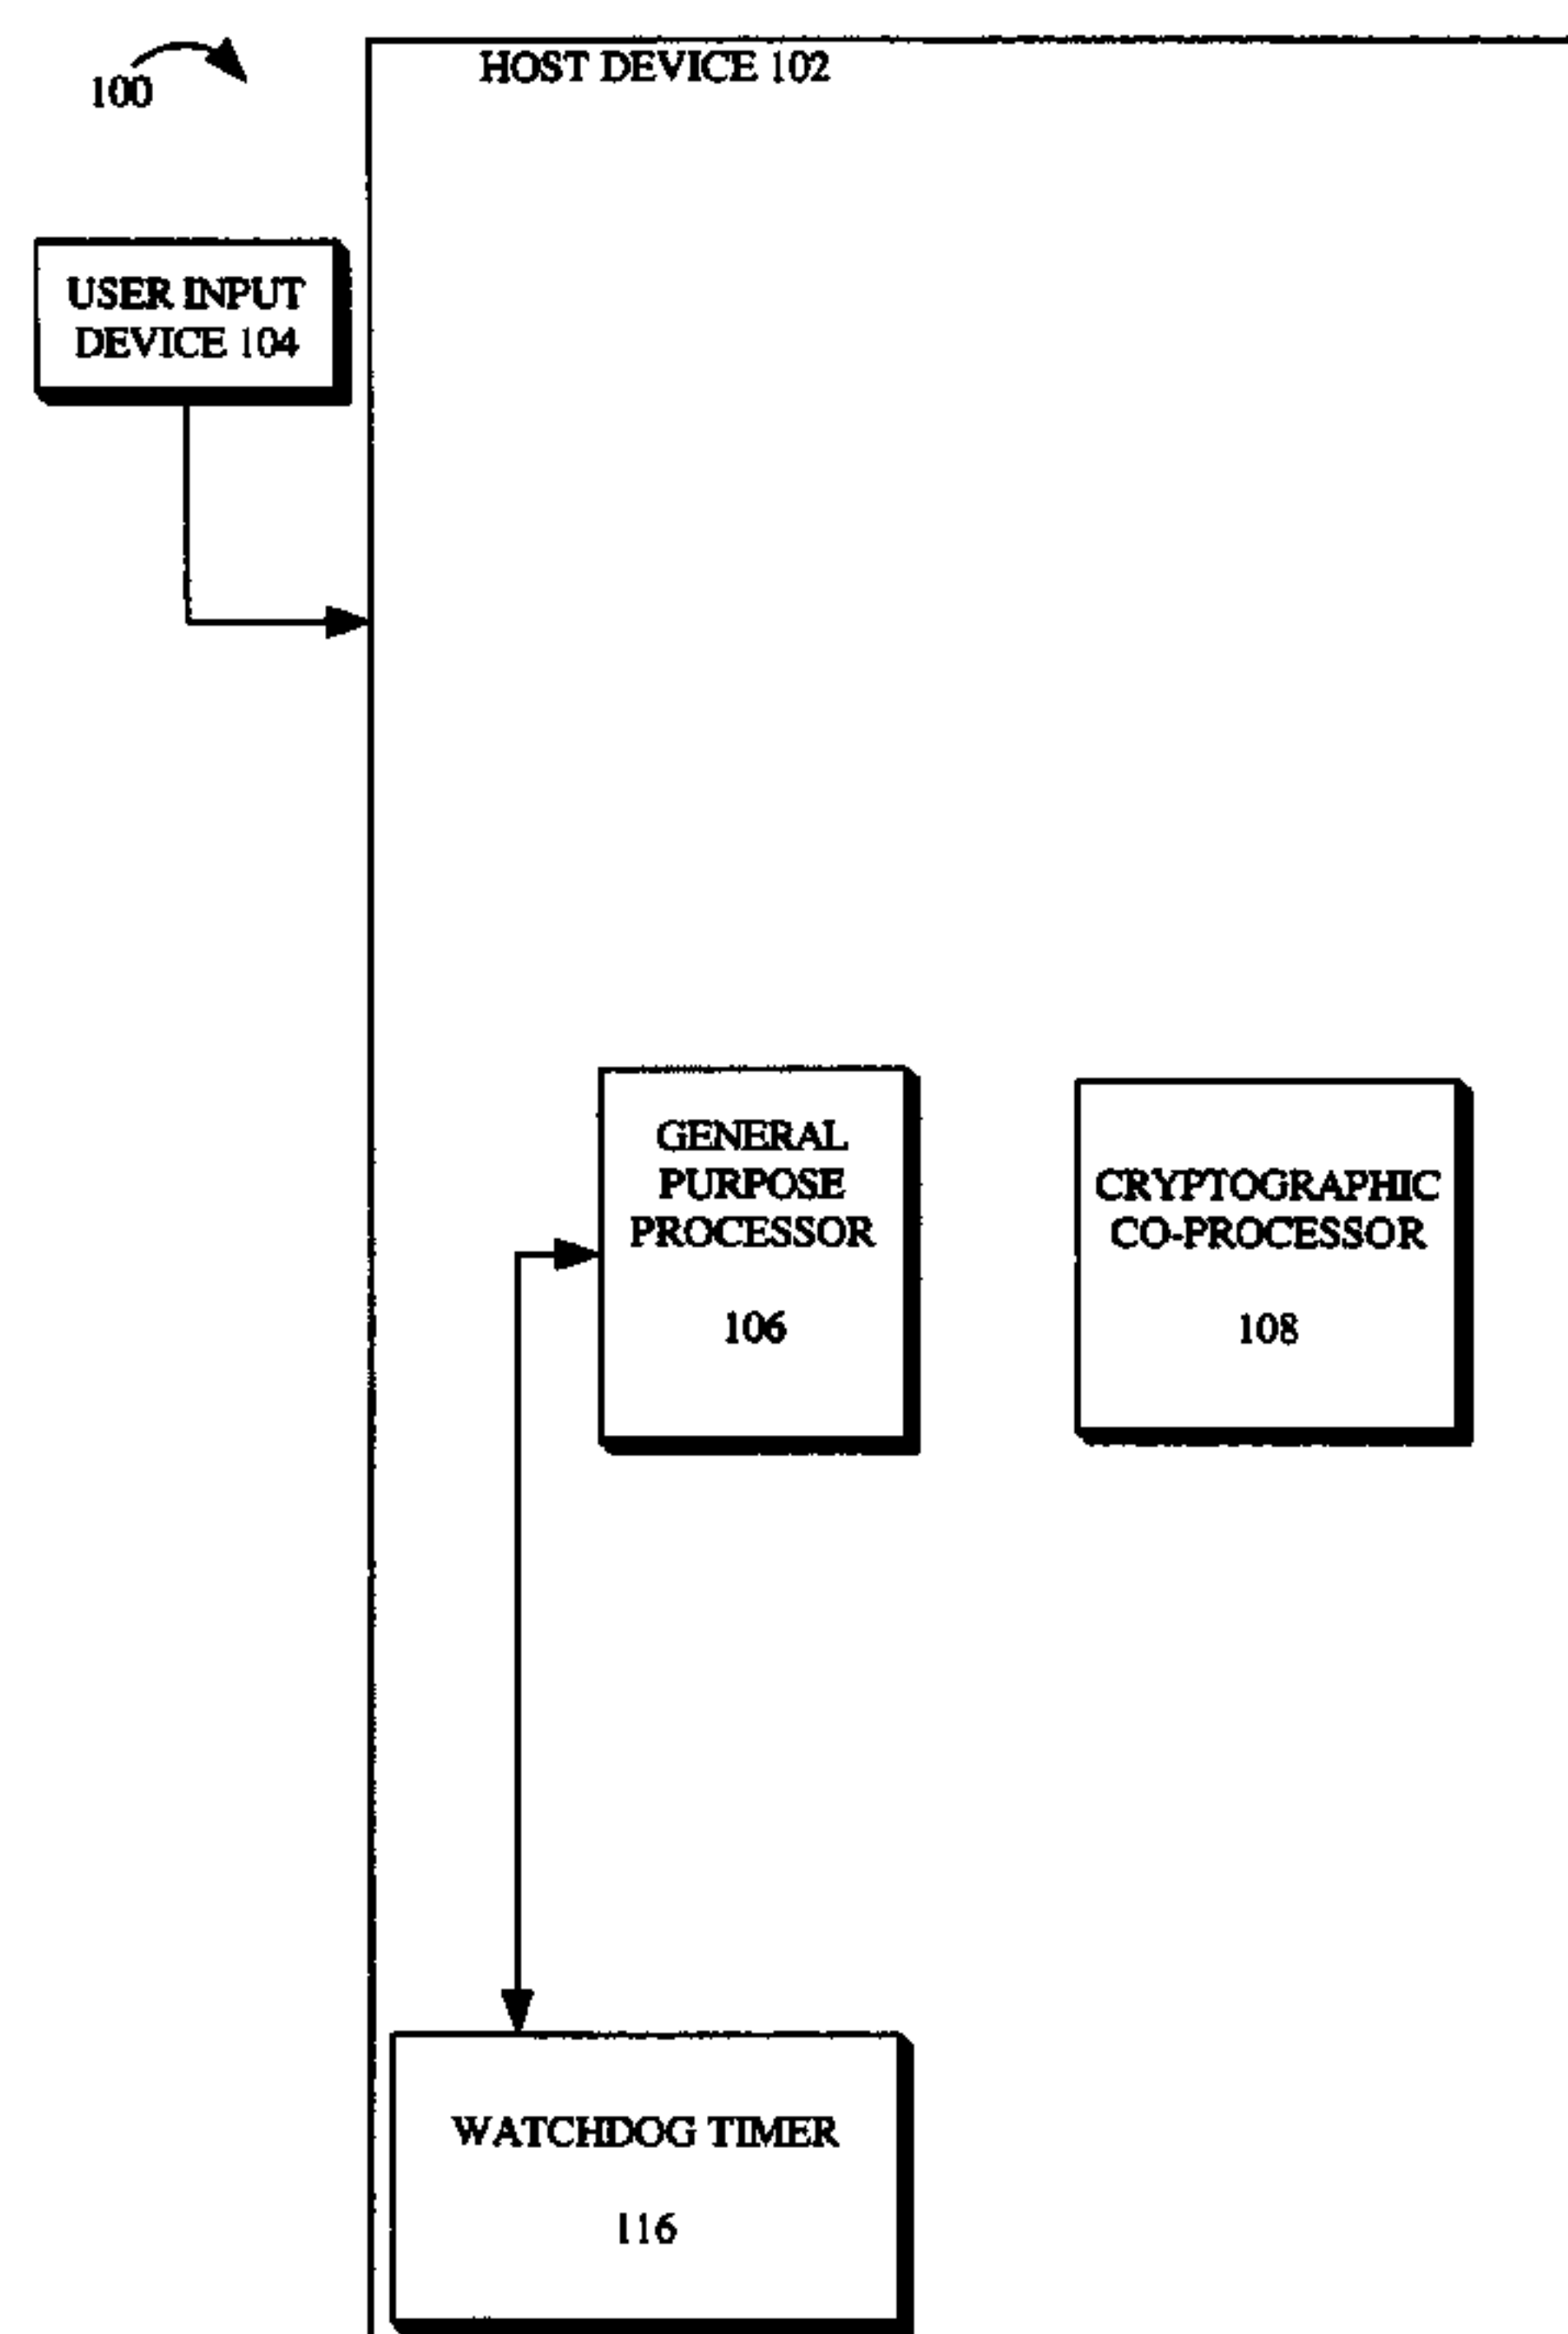 HOST DEVICE 102
100
USER INPUT
DEVICE 104
GENERAL
PURPOSE
PROCESSOR
106
CRYPTOGRAPHIC
CO-PROCESSOR
108
WATCHDOG TIMER
116